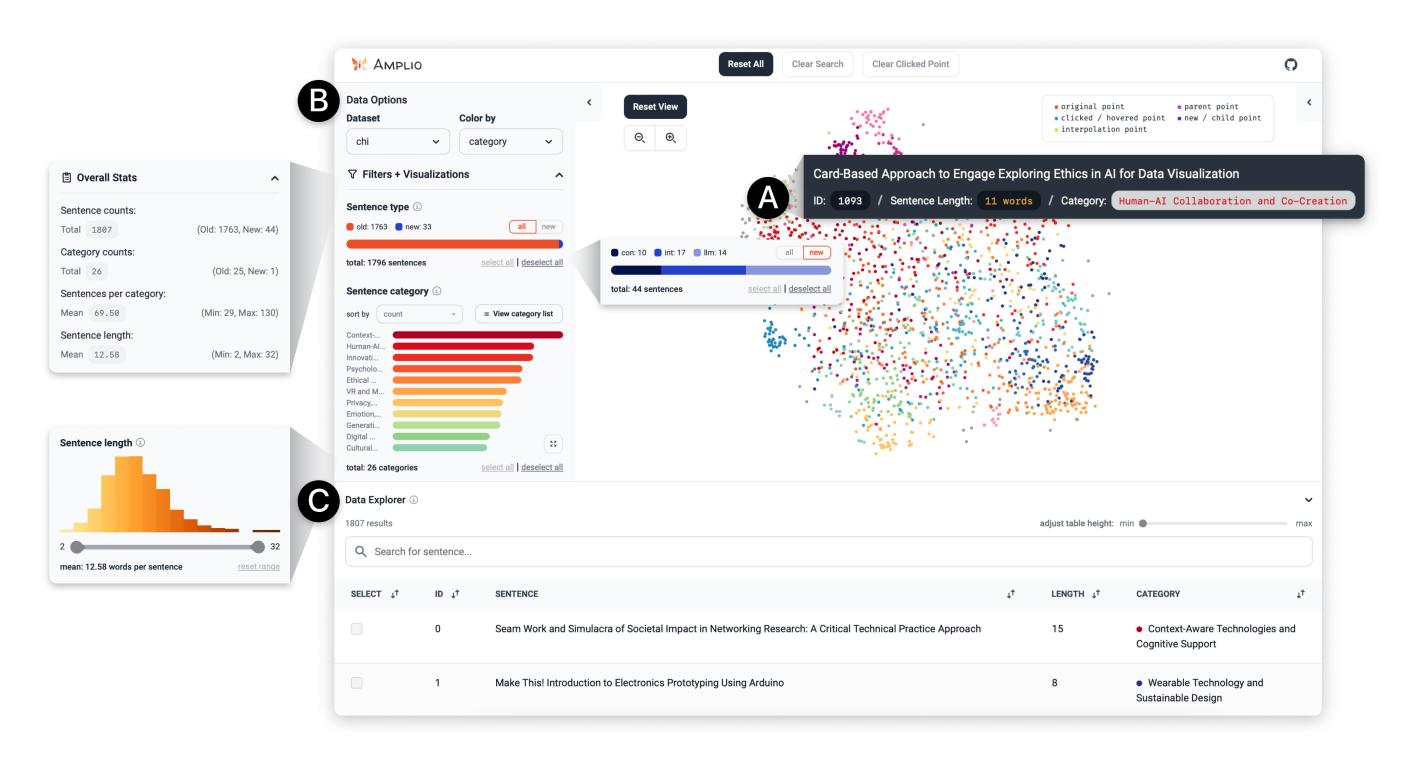 AMPLIO
Reset All
Clear Search
Clear Clicked Point
B
Data Options
Dataset
Color by
chi
category
Filters + Visualizations
Sentence type
old: 1763 new: 33
all new
total: 1796 sentences
select all | deselect all
Sentence category
sort by count
View category list
Context-...
Human-AI...
Innovati...
Psycholo...
Ethical ...
VR and M...
Privacy,...
Emotion,...
Generati...
Digital ...
Cultural...
total: 26 categories
select all | deselect all
Overall Stats
Sentence counts:
Total 1807 (Old: 1763, New: 44)
Category counts:
Total 26 (Old: 25, New: 1)
Sentences per category:
Mean 69.50 (Min: 29, Max: 130)
Sentence length:
Mean 12.58 (Min: 2, Max: 32)
Sentence length
2 32
mean: 12.58 words per sentence
reset range
Reset View
original point parent point
clicked / hovered point new / child point
interpolation point
A
Card-Based Approach to Engage Exploring Ethics in AI for Data Visualization
ID: 1093 / Sentence Length: 11 words / Category: Human-AI Collaboration and Co-Creation
con: 10 int: 17 llm: 14
all new
total: 44 sentences
select all | deselect all
C
Data Explorer
1807 results
adjust table height: min max
Search for sentence...
SELECT ID SENTENCE LENGTH CATEGORY
0 Seam Work and Simulacra of Societal Impact in Networking Research: A Critical Technical Practice Approach 15 Context-Aware Technologies and
Cognitive Support
1 Make This! Introduction to Electronics Prototyping Using Arduino 8 Wearable Technology and
Sustainable Design